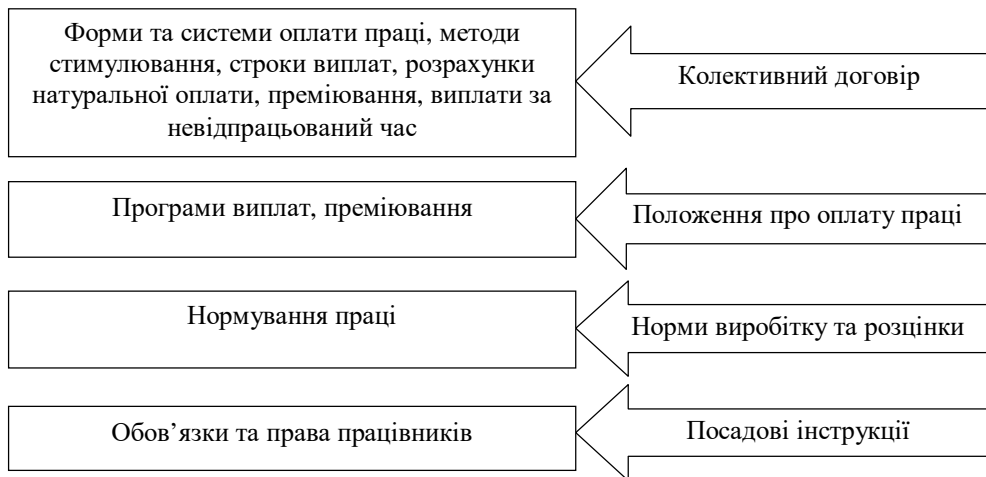 Форми та системи оплати праці, методи
стимулювання, строки виплат, розрахунки
натуральної оплати, преміювання, виплати за
невідпрацьований час
Колективний договір
Програми виплат, преміювання
Положення про оплату праці
Нормування праці
Норми виробітку та розцінки
Обов’язки та права працівників
Посадові інструкції